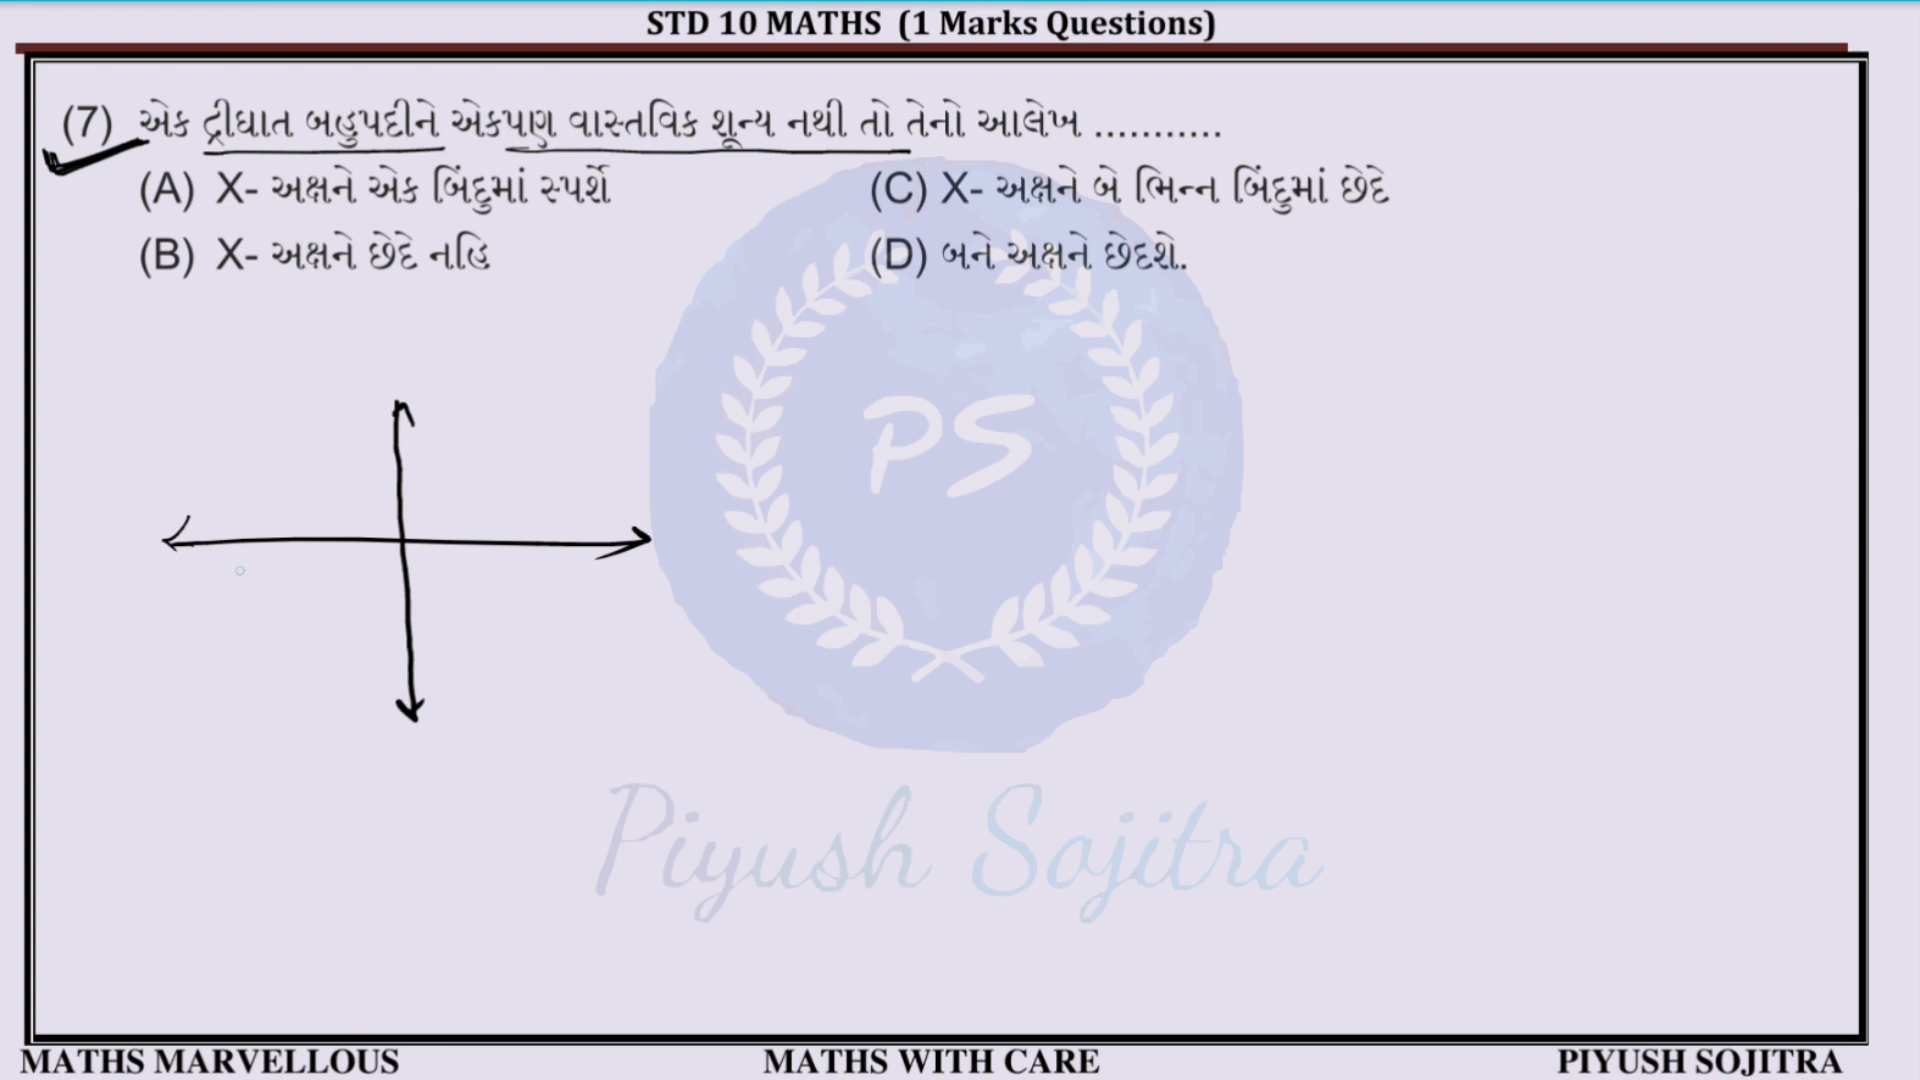 STD 10 MATHS (1 Marks Questions)
(7) એક દ્રીઘાત બહુપદીને એકપણ વાસ્તવિક શૂન્ય નથી તો તેનો આલેખ ...........
(A) X- અક્ષને એક બિંદુમાં સ્પર્શે
(C) X- અક્ષને બે ભિન્ન બિંદુમાં છેદે
(B) X- અક્ષને છેદે નહિ
(D) બને અક્ષને છેદશે.
PS
Piyush Sojitra
MATHS MARVELLOUS
MATHS WITH CARE
PIYUSH SOJITRA